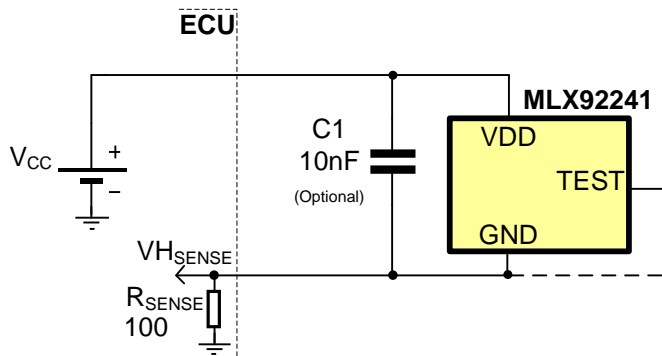 ECU
MLX92241
VDD
TEST
GND
C1
10nF
(Optional)
VCC
+
−
VHSENSE
RSENSE
100